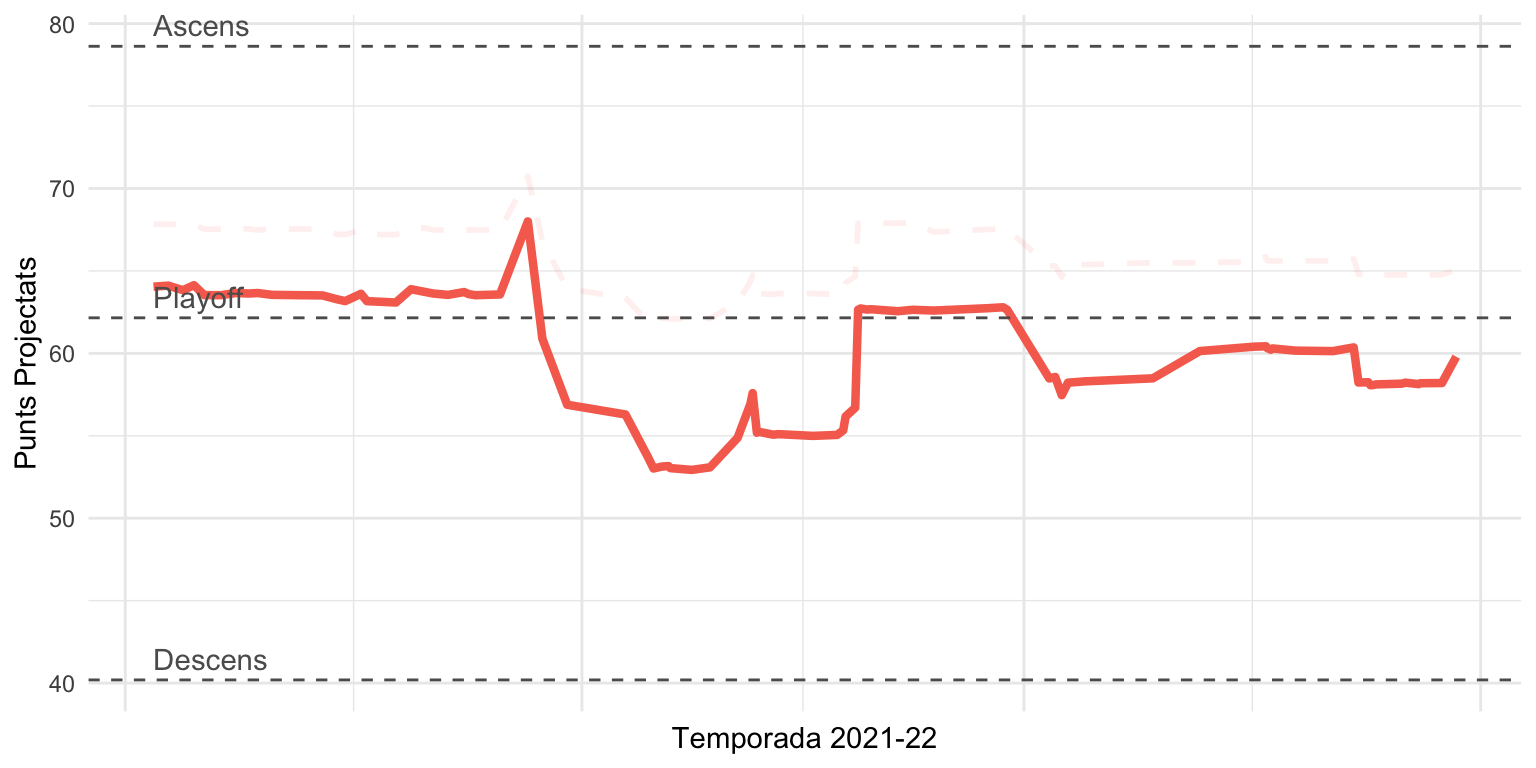 80
Ascens
70
Playoff
60
50
Descens
40
Punts Projectats
Temporada 2021-22